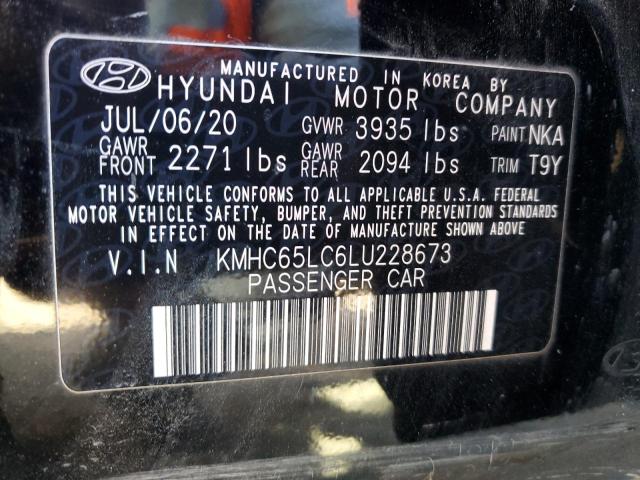 MANUFACTURED IN KOREA BY
HYUNDAI MOTOR COMPANY
JUL/06/20 GVWR 3935 lbs PAINT NKA
GAWR FRONT 2271 lbs GAWR REAR 2094 lbs TRIM T9Y
THIS VEHICLE CONFORMS TO ALL APPLICABLE U.S.A. FEDERAL
MOTOR VEHICLE SAFETY, BUMPER, AND THEFT PREVENTION STANDARDS
IN EFFECT ON THE DATE OF MANUFACTURE SHOWN ABOVE.
V.I.N KMHC65LC6LU228673
PASSENGER CAR